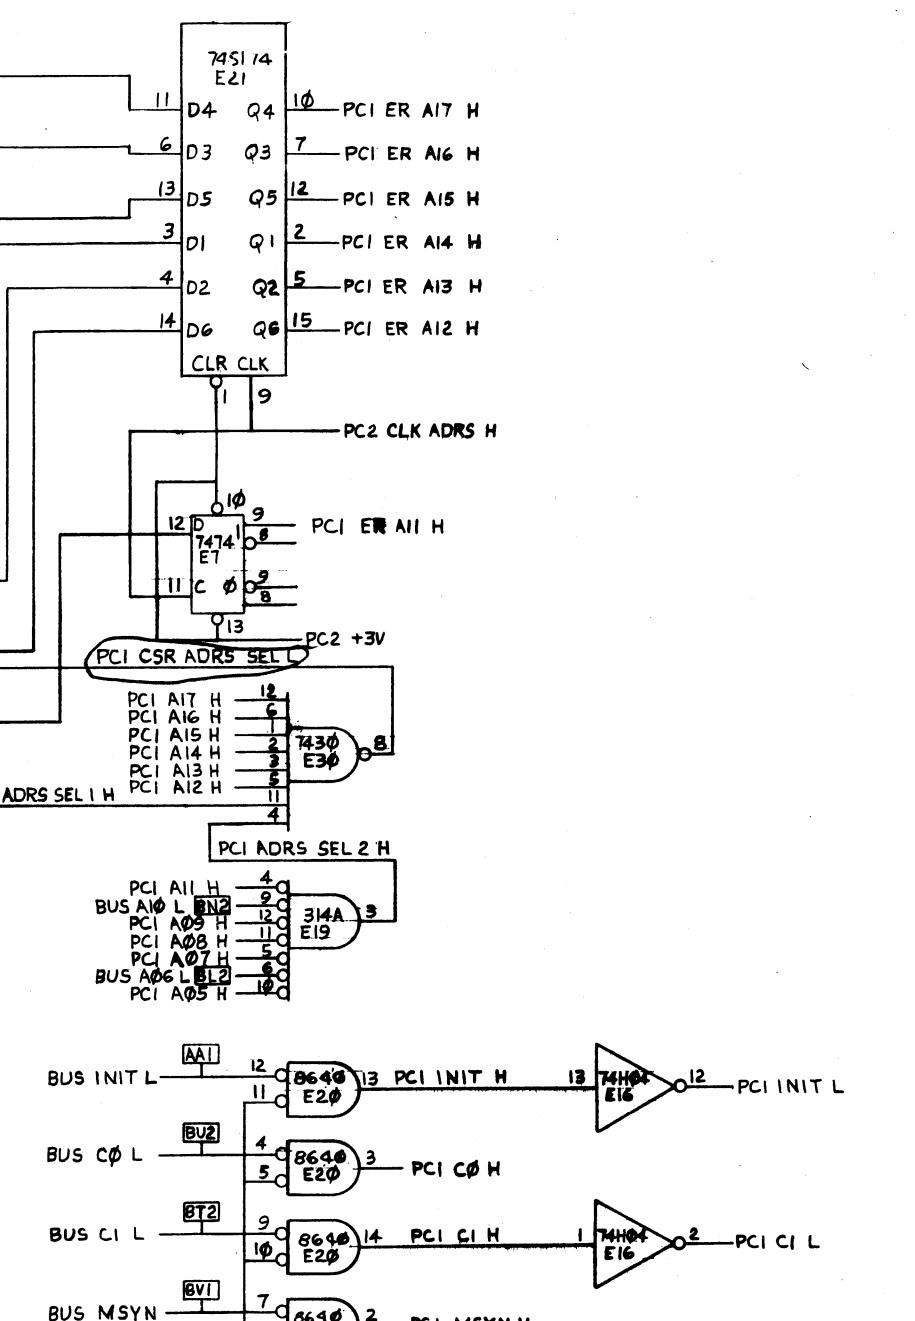 74S174
E21
11 D4 Q4 10 PC1 ER A17 H
6 D3 Q3 7 PC1 ER A16 H
13 D5 Q5 12 PC1 ER A15 H
3 D1 Q1 2 PC1 ER A14 H
4 D2 Q2 5 PC1 ER A13 H
14 D6 Q6 15 PC1 ER A12 H
CLR CLK
1 9
PC2 CLK ADRS H
10
12 D 1 9 PC1 ER A11 H
7474 8
E7
11 C 0 9
8
13
PC2 +3V
PC1 CSR ADRS SEL L
PC1 A17 H 12
PC1 A16 H 6
PC1 A15 H 1
PC1 A14 H 2
PC1 A13 H 3
PC1 A12 H 5
7430 8
E30
ADRS SEL 1 H 11
4
PC1 ADRS SEL 2 H
PC1 A11 H 4
BUS A10 L BN2 9
PC1 A09 H 12
PC1 A08 H 11
PC1 A07 H 5
BUS A06 L BL2 6
PC1 A05 H 10
314A 3
E19
AA1
BUS INIT L 12 8640 13 PC1 INIT H 13 74H04 12 PC1 INIT L
11 E20 E16
BU2
BUS C0 L 4 8640 3 PC1 C0 H
5 E20
BT2
BUS C1 L 9 8640 14 PC1 C1 H 1 74H04 2 PC1 C1 L
10 E20 E16
BV1
BUS MSYN 7 8640 2 PC1 MSYN H